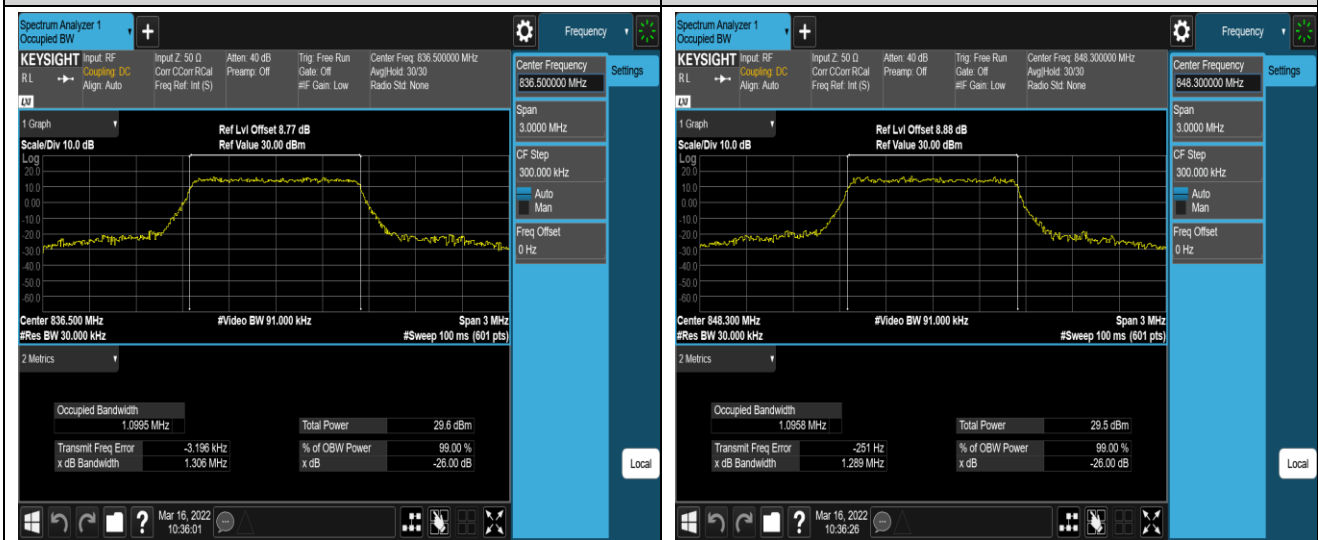 Spectrum Analyzer 1
Occupied BW
+
Frequency
KEYSIGHT
Input: RF
Input Z: 50 Ω
Atten: 40 dB
Trig: Free Run
Center Freq: 836.500000 MHz
RL
Coupling: DC
Corr CCorr RCal
Preamp: Off
Gate: Off
Avg|Hold: 30/30
Align: Auto
Freq Ref: Int (S)
#IF Gain: Low
Radio Std: None
LXI
Center Frequency
836.500000 MHz
Settings
Span
3.0000 MHz
CF Step
300.000 kHz
Auto
Man
Freq Offset
0 Hz
Local
1 Graph
Ref Lvl Offset 8.77 dB
Scale/Div 10.0 dB
Ref Value 30.00 dBm
Log
20.0
10.0
0.00
-10.0
-20.0
-30.0
-40.0
-50.0
-60.0
Center 836.500 MHz
#Video BW 91.000 kHz
Span 3 MHz
#Res BW 30.000 kHz
#Sweep 100 ms (601 pts)
2 Metrics
Occupied Bandwidth
1.0995 MHz
Total Power 29.6 dBm
Transmit Freq Error -3.196 kHz
% of OBW Power 99.00 %
x dB Bandwidth 1.306 MHz
x dB -26.00 dB
?
Mar 16, 2022
10:36:01
Spectrum Analyzer 1
Occupied BW
+
Frequency
KEYSIGHT
Input: RF
Input Z: 50 Ω
Atten: 40 dB
Trig: Free Run
Center Freq: 848.300000 MHz
RL
Coupling: DC
Corr CCorr RCal
Preamp: Off
Gate: Off
Avg|Hold: 30/30
Align: Auto
Freq Ref: Int (S)
#IF Gain: Low
Radio Std: None
LXI
Center Frequency
848.300000 MHz
Settings
Span
3.0000 MHz
CF Step
300.000 kHz
Auto
Man
Freq Offset
0 Hz
Local
1 Graph
Ref Lvl Offset 8.88 dB
Scale/Div 10.0 dB
Ref Value 30.00 dBm
Log
20.0
10.0
0.00
-10.0
-20.0
-30.0
-40.0
-50.0
-60.0
Center 848.300 MHz
#Video BW 91.000 kHz
Span 3 MHz
#Res BW 30.000 kHz
#Sweep 100 ms (601 pts)
2 Metrics
Occupied Bandwidth
1.0958 MHz
Total Power 29.5 dBm
Transmit Freq Error -251 Hz
% of OBW Power 99.00 %
x dB Bandwidth 1.289 MHz
x dB -26.00 dB
?
Mar 16, 2022
10:36:26